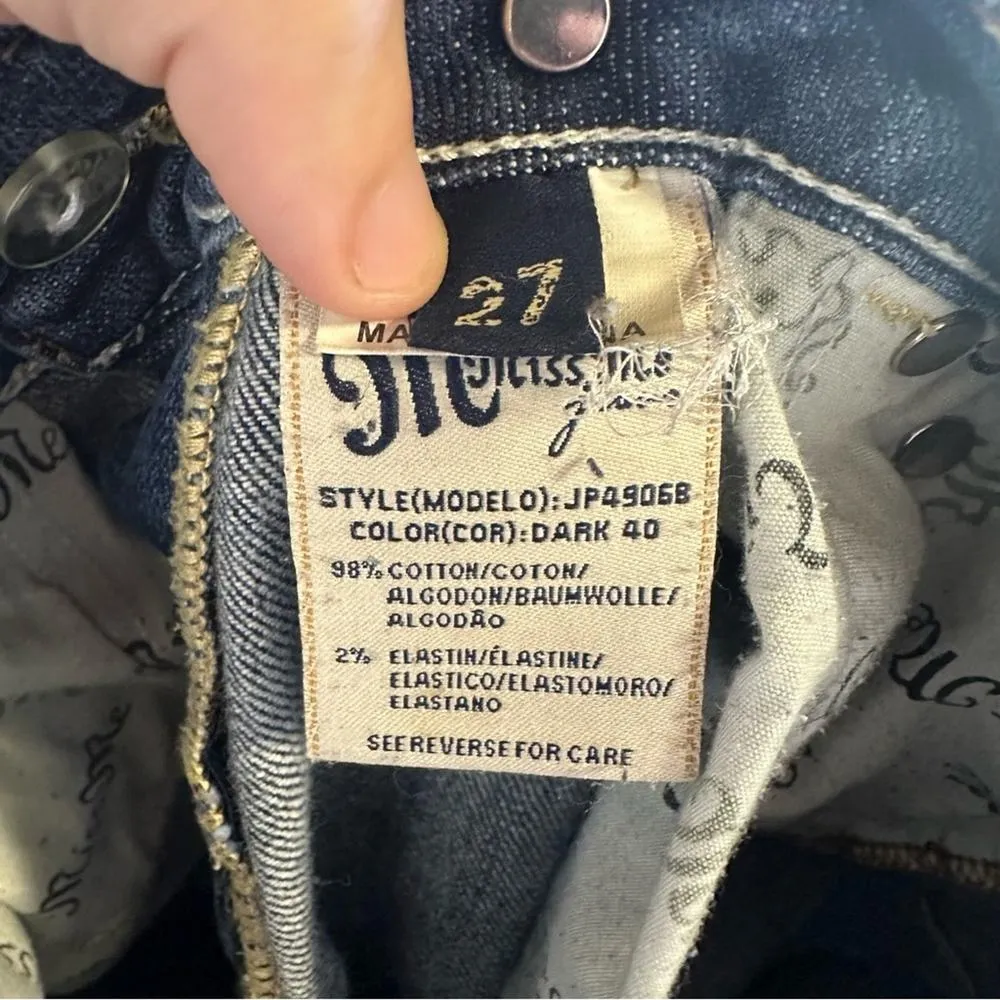 27
MA
NA
Miss Me
jeans
STYLE(MODELO):JP4906B
COLOR(COR):DARK 40
98% COTTON/COTON/
ALGODON/BAUMWOLLE/
ALGODÃO
2% ELASTIN/ÉLASTINE/
ELASTICO/ELASTOMORO/
ELASTANO
SEE REVERSE FOR CARE